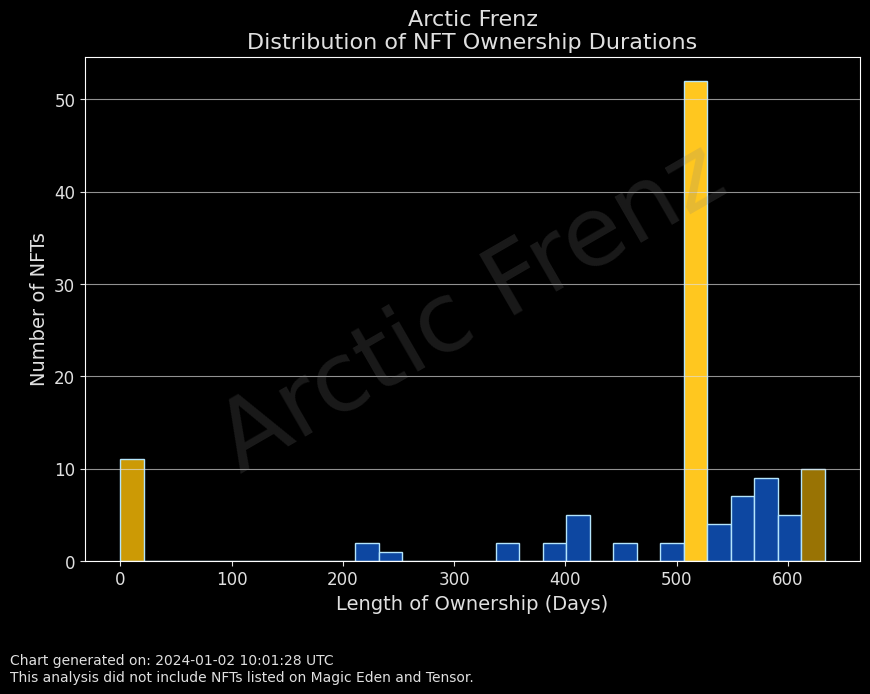 Arctic Frenz
Distribution of NFT Ownership Durations
Number of NFTs
50
40
30
20
10
0
Arctic Frenz
0 100 200 300 400 500 600
Length of Ownership (Days)
Chart generated on: 2024-01-02 10:01:28 UTC
This analysis did not include NFTs listed on Magic Eden and Tensor.